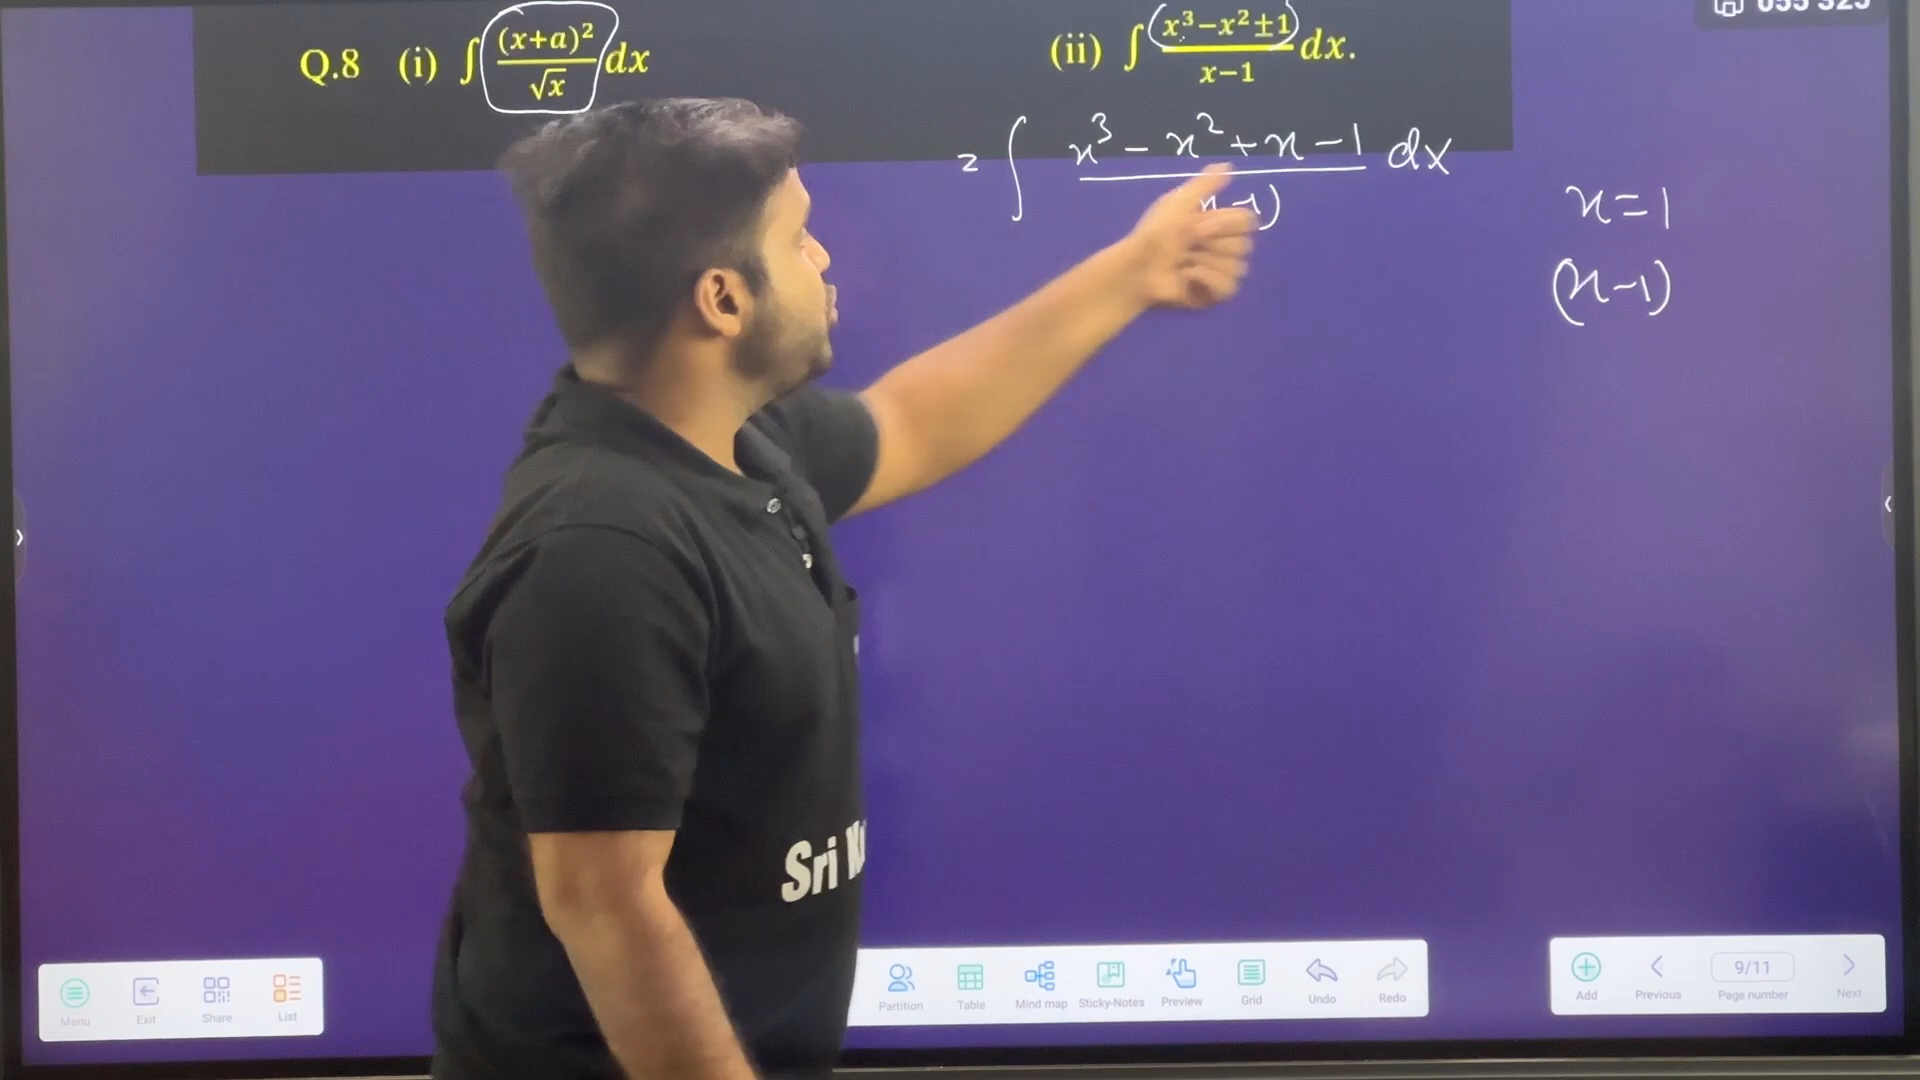 055 325
Q.8 (i) ∫ (x+a)²/√x dx (ii) ∫ (x³−x²±1)/(x−1) dx.
= ∫ (x³ − x² + x − 1)/(x−1) dx
x=1
(x−1)
Sri
Menu Exit Share List
Partition Table Mind map Sticky-Notes Preview Grid Undo Redo
Add Previous 9/11 Page number Next